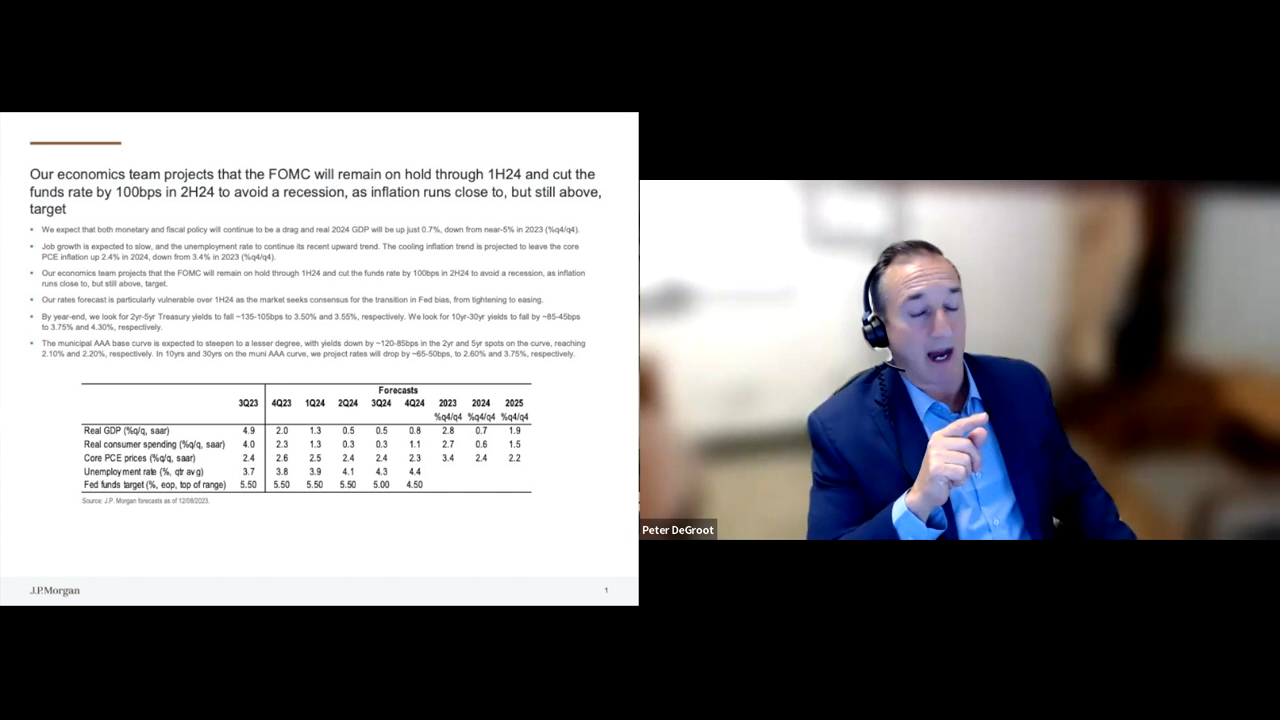 Our economics team projects that the FOMC will remain on hold through 1H24 and cut the
funds rate by 100bps in 2H24 to avoid a recession, as inflation runs close to, but still above,
target
• We expect that both monetary and fiscal policy will continue to be a drag and real 2024 GDP will be up just 0.7%, down from near-5% in 2023 (%q4/q4).
• Job growth is expected to slow, and the unemployment rate to continue its recent upward trend. The cooling inflation trend is projected to leave the core
PCE inflation up 2.4% in 2024, down from 3.4% in 2023 (%q4/q4).
• Our economics team projects that the FOMC will remain on hold through 1H24 and cut the funds rate by 100bps in 2H24 to avoid a recession, as inflation
runs close to, but still above, target.
• Our rates forecast is particularly vulnerable over 1H24 as the market seeks consensus for the transition in Fed bias, from tightening to easing.
• By year-end, we look for 2yr-5yr Treasury yields to fall ~135-105bps to 3.50% and 3.55%, respectively. We look for 10yr-30yr yields to fall by ~85-45bps
to 3.75% and 4.30%, respectively.
• The municipal AAA base curve is expected to steepen to a lesser degree, with yields down by ~120-85bps in the 2yr and 5yr spots on the curve, reaching
2.10% and 2.20%, respectively. In 10yrs and 30yrs on the muni AAA curve, we project rates will drop by ~65-50bps, to 2.60% and 3.75%, respectively.
Forecasts
3Q23 4Q23 1Q24 2Q24 3Q24 4Q24 2023 2024 2025
%q4/q4 %q4/q4 %q4/q4
Real GDP (%q/q, saar) 4.9 2.0 1.3 0.5 0.5 0.8 2.8 0.7 1.9
Real consumer spending (%q/q, saar) 4.0 2.3 1.3 0.3 0.3 1.1 2.7 0.6 1.5
Core PCE prices (%q/q, saar) 2.4 2.6 2.5 2.4 2.4 2.3 3.4 2.4 2.2
Unemployment rate (%, qtr avg) 3.7 3.8 3.9 4.1 4.3 4.4
Fed funds target (%, eop, top of range) 5.50 5.50 5.50 5.50 5.00 4.50
Source: J.P. Morgan forecasts as of 12/08/2023.
J.P.Morgan
1
Peter DeGroot